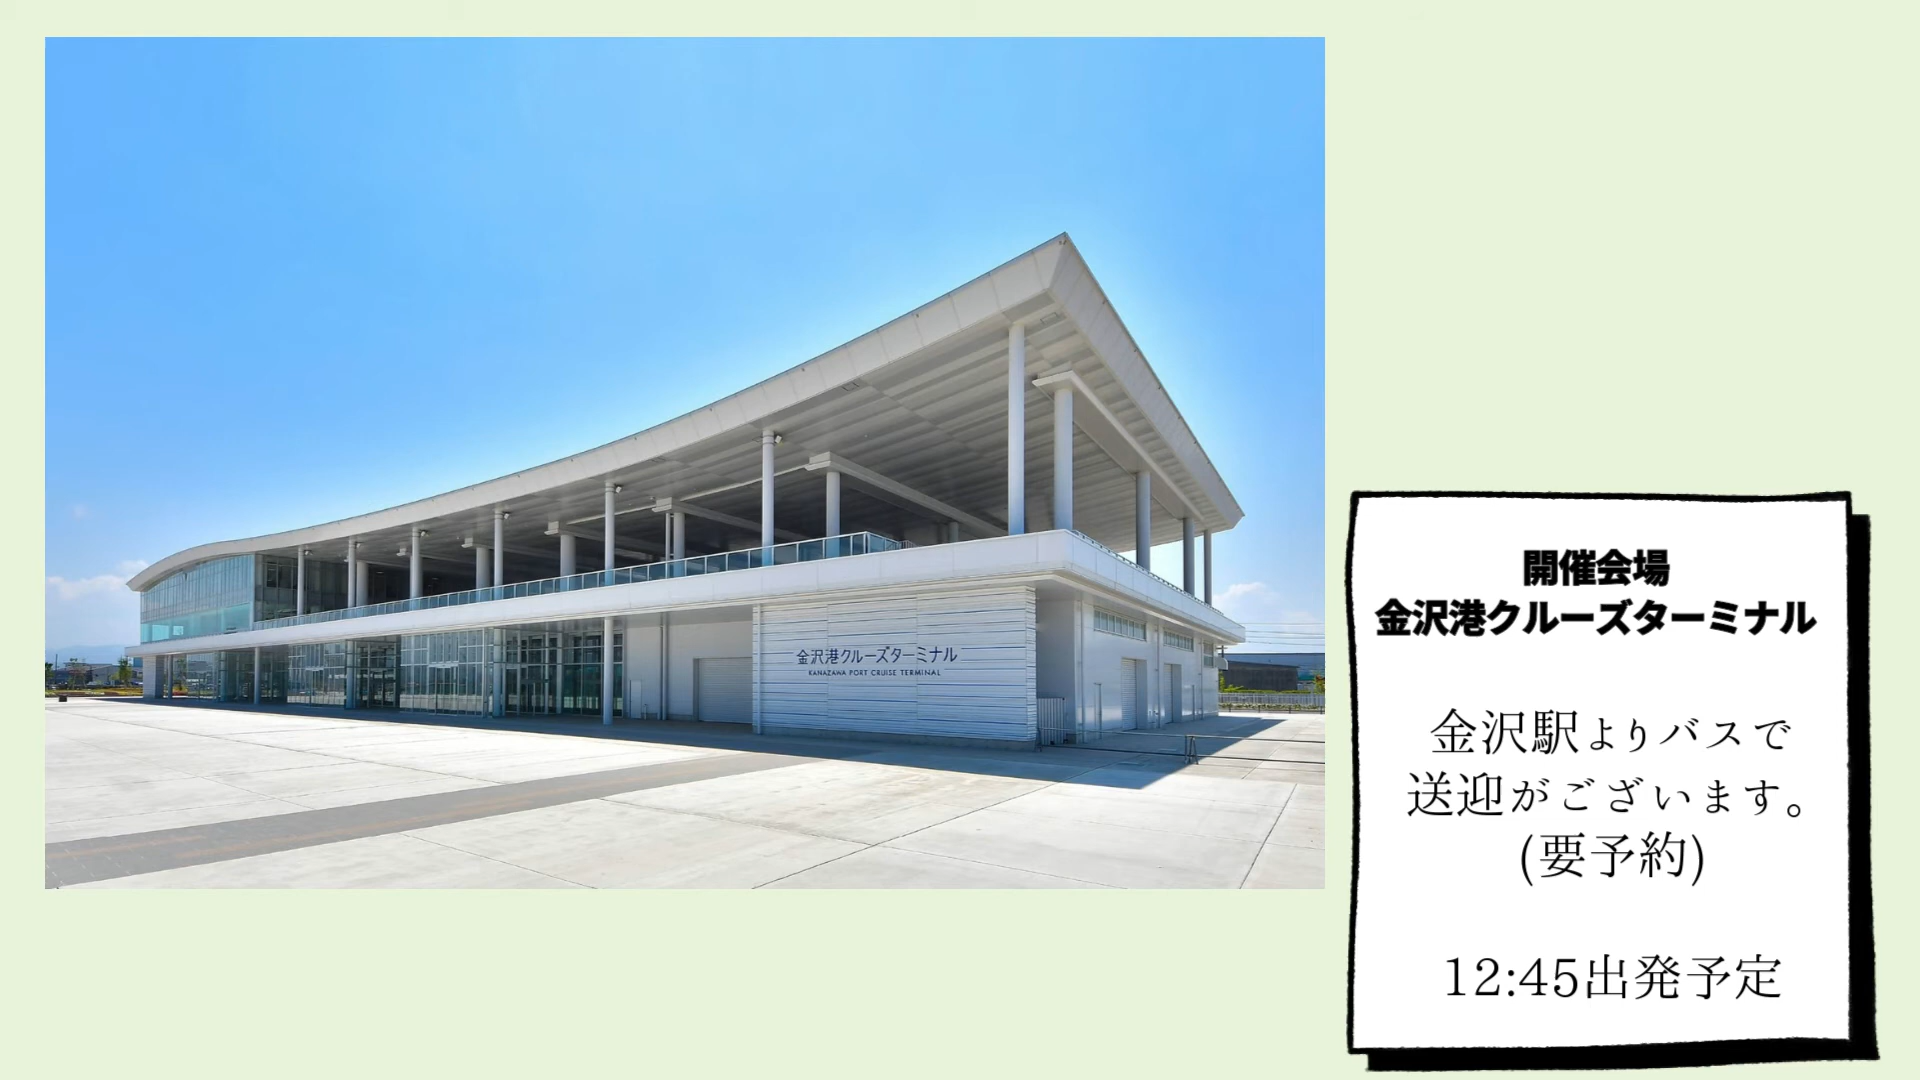 金沢港クルーズターミナル
KANAZAWA PORT CRUISE TERMINAL
開催会場
金沢港クルーズターミナル
金沢駅よりバスで
送迎がございます。
(要予約)
12:45出発予定